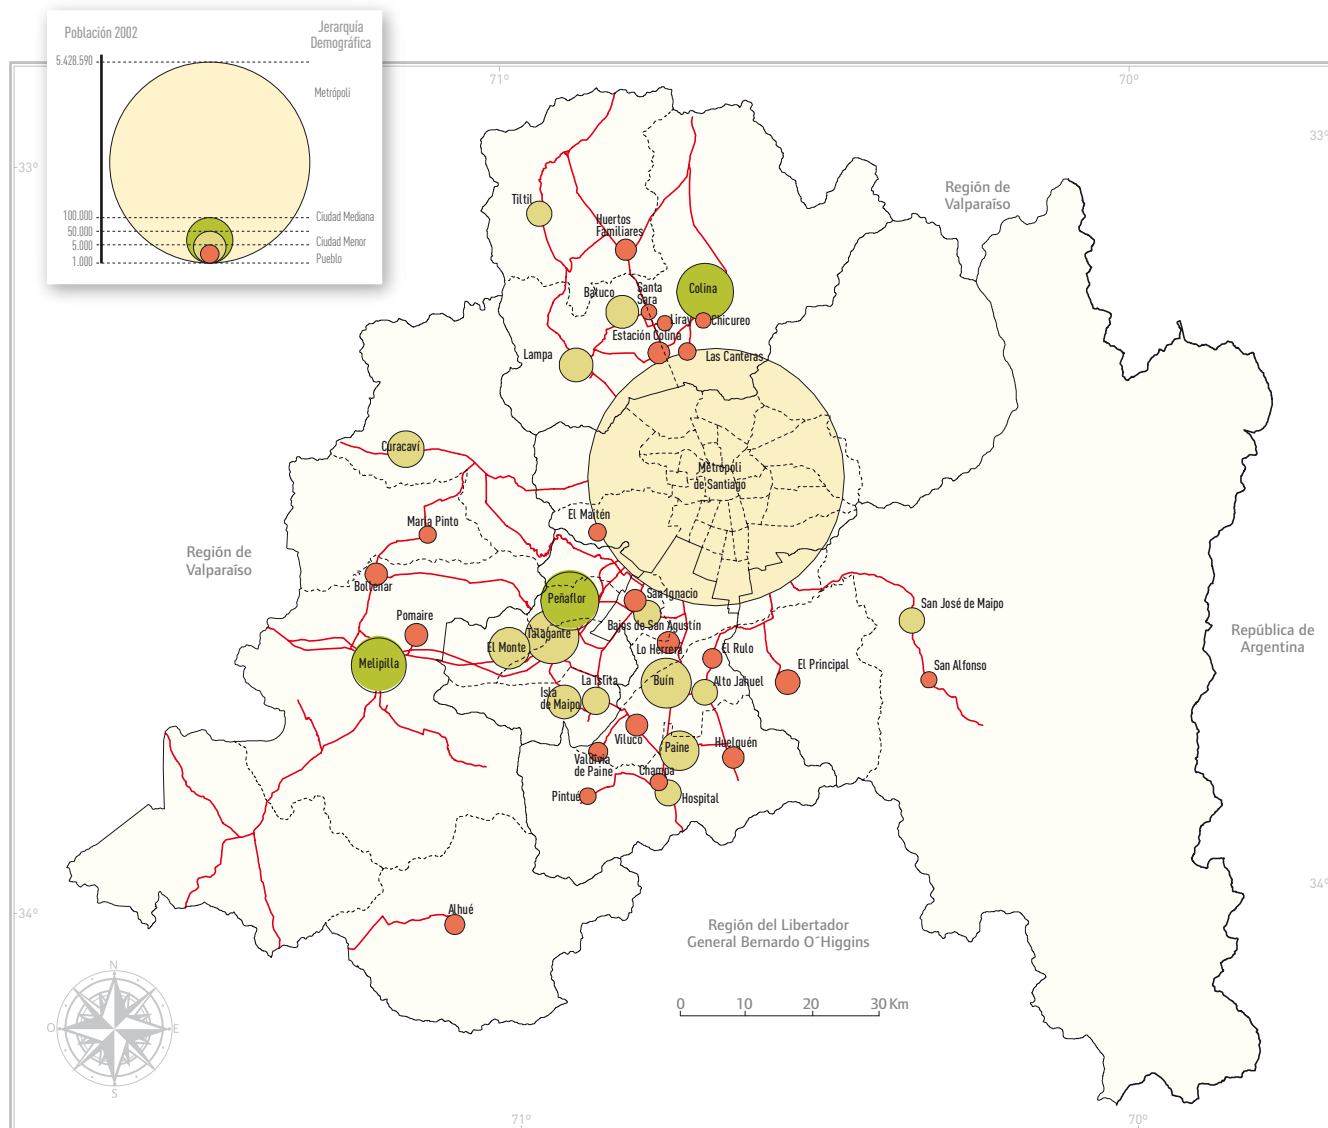 Población 2002
Jerarquía
Demográfica
5.428.590
Metrópoli
100.000
Ciudad Mediana
50.000
Ciudad Menor
5.000
Pueblo
1.000
71°
70°
33°
33°
Región de
Valparaíso
Tiltil
Huertos
Familiares
Batuco
Santa
Sara
Colina
Liray
Chicureo
Estación Colina
Lampa
Las Canteras
Curacaví
Metrópoli
de Santiago
El Maitén
María Pinto
Región de
Valparaíso
Bollenar
Peñaflor
San Ignacio
San José de Maipo
Pomaire
Bajos de San Agustín
Talagante
El Monte
Lo Herrera
El Rulo
República de
Argentina
Melipilla
El Principal
San Alfonso
La Islita
Buín
Alto Jahuel
Isla
de Maipo
Viluco
Paine
Huelquén
Valdivia
de Paine
Champa
Pintué
Hospital
34°
34°
Alhué
Región del Libertador
General Bernardo O´Higgins
0
10
20
30 Km
N
O
E
S
71°
70°